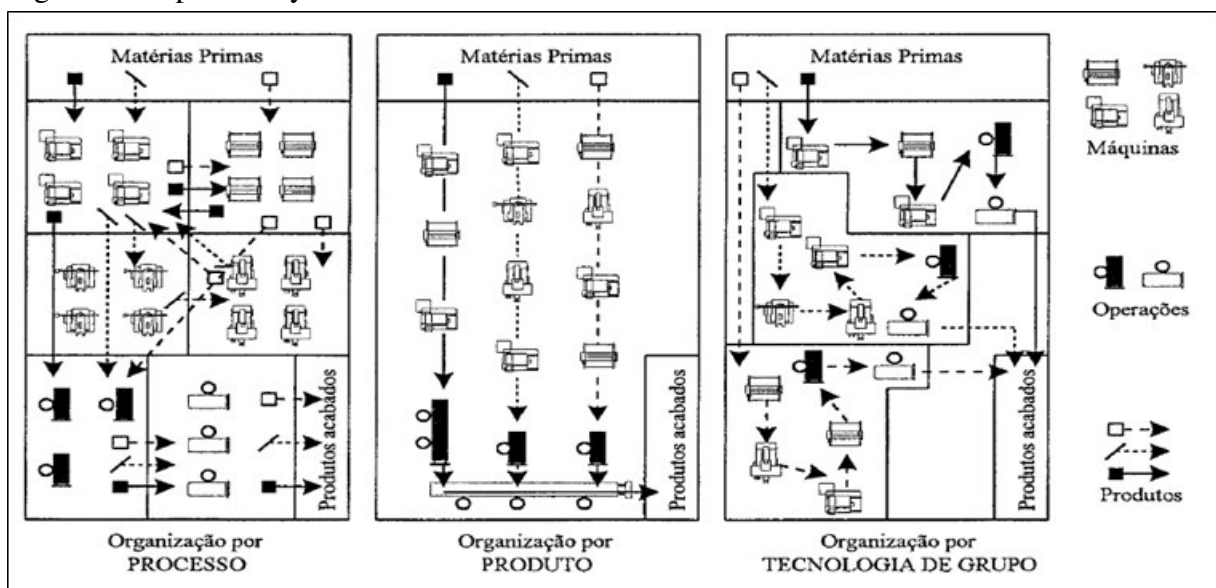 Matérias Primas
Produtos acabados
Organização por
PROCESSO
Matérias Primas
Produtos acabados
Organização por
PRODUTO
Matérias Primas
Produtos acabados
Organização por
TECNOLOGIA DE GRUPO
Máquinas
Operações
Produtos